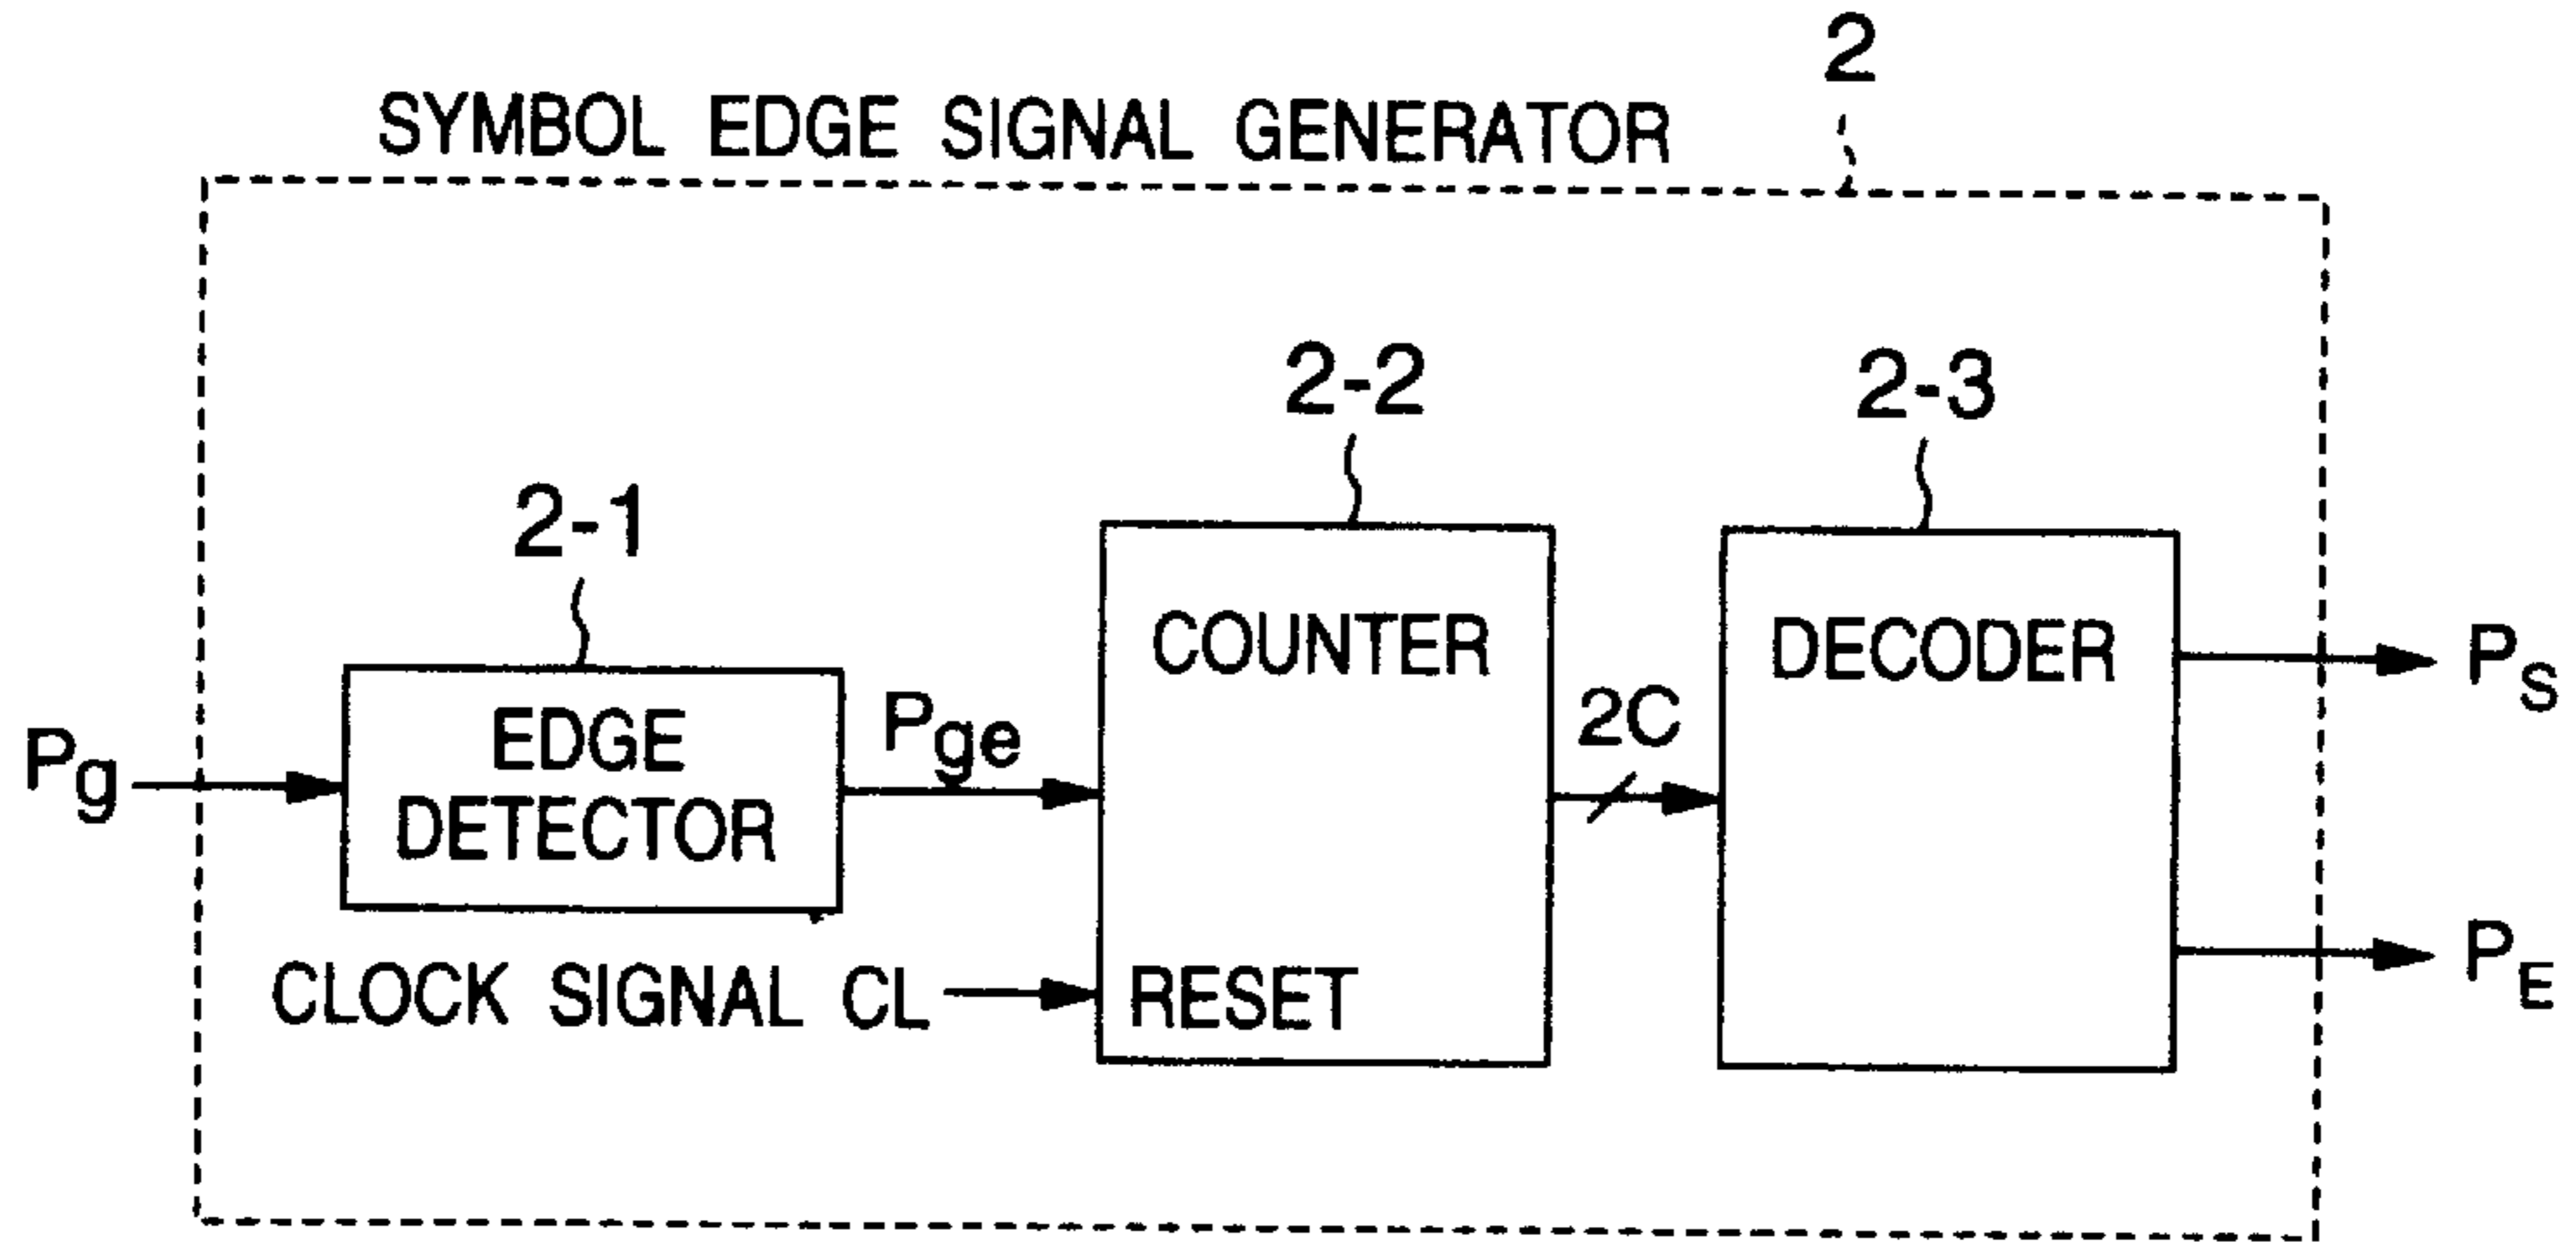 2
SYMBOL EDGE SIGNAL GENERATOR
2-1
2-2
2-3
Pg
EDGE
DETECTOR
Pge
COUNTER
2C
DECODER
PS
CLOCK SIGNAL CL
RESET
PE